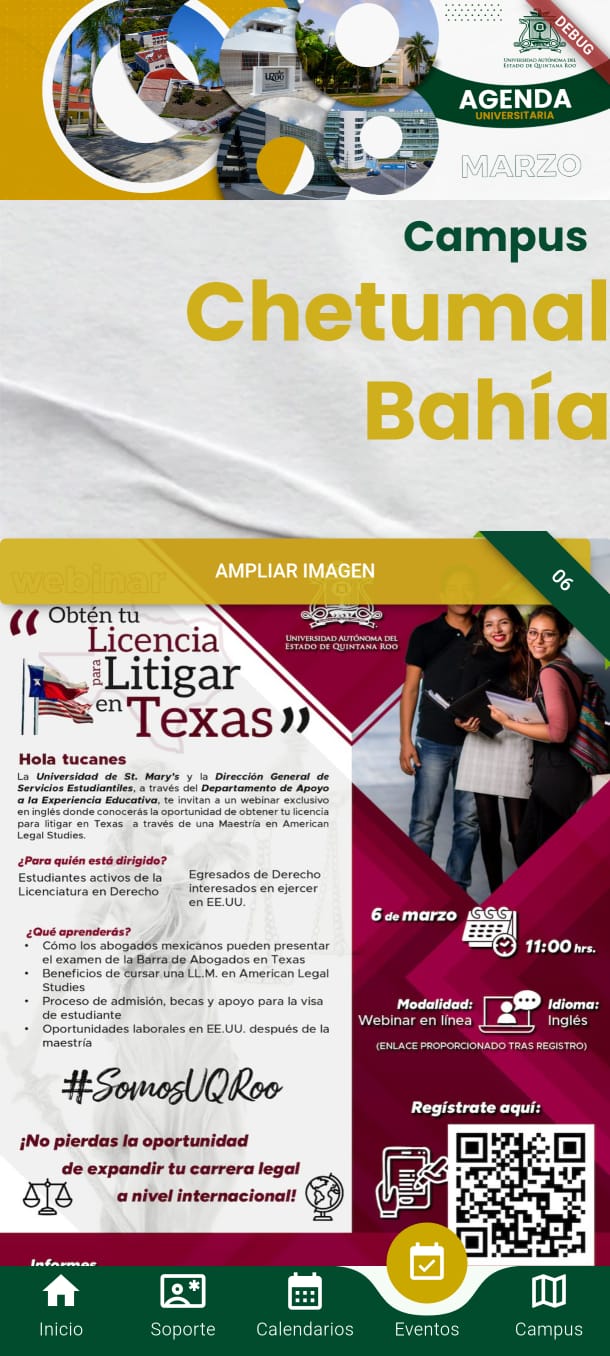 DEBUG
UNIVERSIDAD AUTÓNOMA DEL
ESTADO DE QUINTANA ROO
AGENDA
UNIVERSITARIA
MARZO
UQROO
Campus
Chetumal
Bahía
AMPLIAR IMAGEN
06
webinar
“Obtén tu
Licencia
para Litigar
en Texas”
UNIVERSIDAD AUTÓNOMA DEL
ESTADO DE QUINTANA ROO
Hola tucanes
La Universidad de St. Mary's y la Dirección General de
Servicios Estudiantiles, a través del Departamento de Apoyo
a la Experiencia Educativa, te invitan a un webinar exclusivo
en inglés donde conocerás la oportunidad de obtener tu licencia
para litigar en Texas a través de una Maestría en American
Legal Studies.
¿Para quién está dirigido?
Estudiantes activos de la
Licenciatura en Derecho
Egresados de Derecho
interesados en ejercer
en EE.UU.
¿Qué aprenderás?
• Cómo los abogados mexicanos pueden presentar
el examen de la Barra de Abogados en Texas
• Beneficios de cursar una LL.M. en American Legal
Studies
• Proceso de admisión, becas y apoyo para la visa
de estudiante
• Oportunidades laborales en EE.UU. después de la
maestría
#SomosUQRoo
¡No pierdas la oportunidad
de expandir tu carrera legal
a nivel internacional!
6 de marzo
11:00 hrs.
Modalidad:
Webinar en línea
Idioma:
Inglés
(ENLACE PROPORCIONADO TRAS REGISTRO)
Regístrate aquí:
Informes
Inicio
Soporte
Calendarios
Eventos
Campus